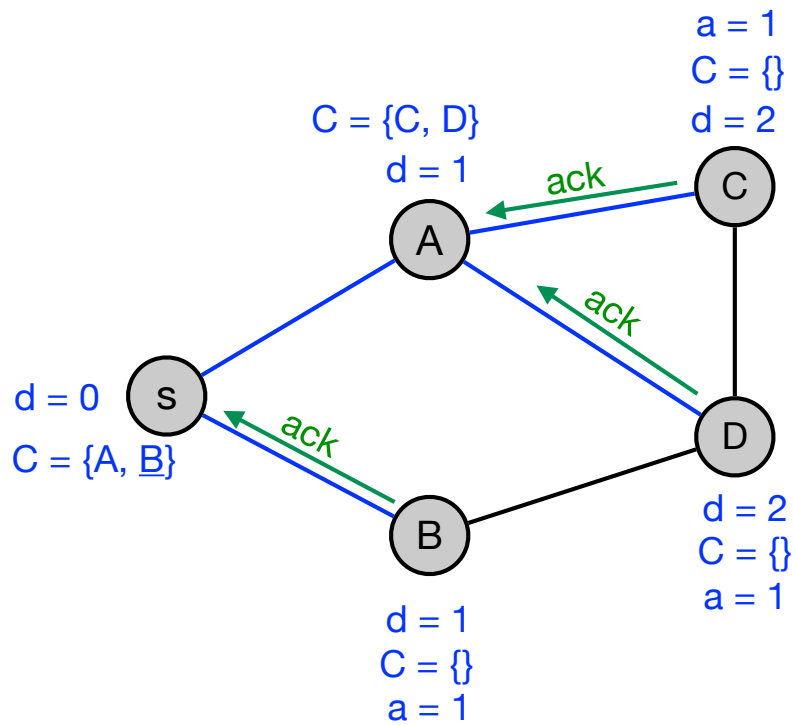 a = 1
C = {}
d = 2
C
C = {C, D}
d = 1
A
ack
ack
d = 0
s
C = {A, B}
ack
B
D
d = 2
C = {}
a = 1
d = 1
C = {}
a = 1